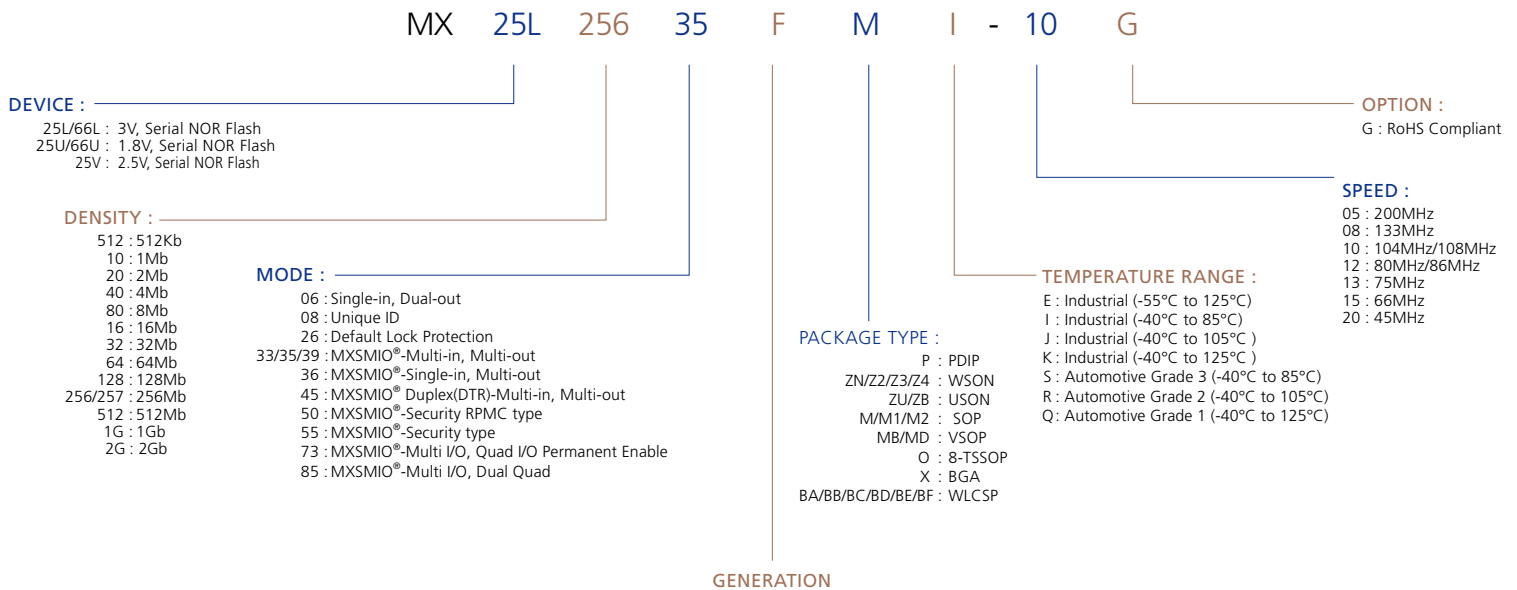 MX 25L 256 35 F M I - 10 G
DEVICE :
25L/66L : 3V, Serial NOR Flash
25U/66U : 1.8V, Serial NOR Flash
25V : 2.5V, Serial NOR Flash
DENSITY :
512 : 512Kb
10 : 1Mb
20 : 2Mb
40 : 4Mb
80 : 8Mb
16 : 16Mb
32 : 32Mb
64 : 64Mb
128 : 128Mb
256/257 : 256Mb
512 : 512Mb
1G : 1Gb
2G : 2Gb
MODE :
06 : Single-in, Dual-out
08 : Unique ID
26 : Default Lock Protection
33/35/39 : MXSMIO®-Multi-in, Multi-out
36 : MXSMIO®-Single-in, Multi-out
45 : MXSMIO® Duplex(DTR)-Multi-in, Multi-out
50 : MXSMIO®-Security RPMC type
55 : MXSMIO®-Security type
73 : MXSMIO®-Multi I/O, Quad I/O Permanent Enable
85 : MXSMIO®-Multi I/O, Dual Quad
GENERATION
PACKAGE TYPE :
P : PDIP
ZN/Z2/Z3/Z4 : WSON
ZU/ZB : USON
M/M1/M2 : SOP
MB/MD : VSOP
O : 8-TSSOP
X : BGA
BA/BB/BC/BD/BE/BF : WLCSP
TEMPERATURE RANGE :
E : Industrial (-55°C to 125°C)
I : Industrial (-40°C to 85°C)
J : Industrial (-40°C to 105°C )
K : Industrial (-40°C to 125°C )
S : Automotive Grade 3 (-40°C to 85°C)
R : Automotive Grade 2 (-40°C to 105°C)
Q : Automotive Grade 1 (-40°C to 125°C)
SPEED :
05 : 200MHz
08 : 133MHz
10 : 104MHz/108MHz
12 : 80MHz/86MHz
13 : 75MHz
15 : 66MHz
20 : 45MHz
OPTION :
G : RoHS Compliant